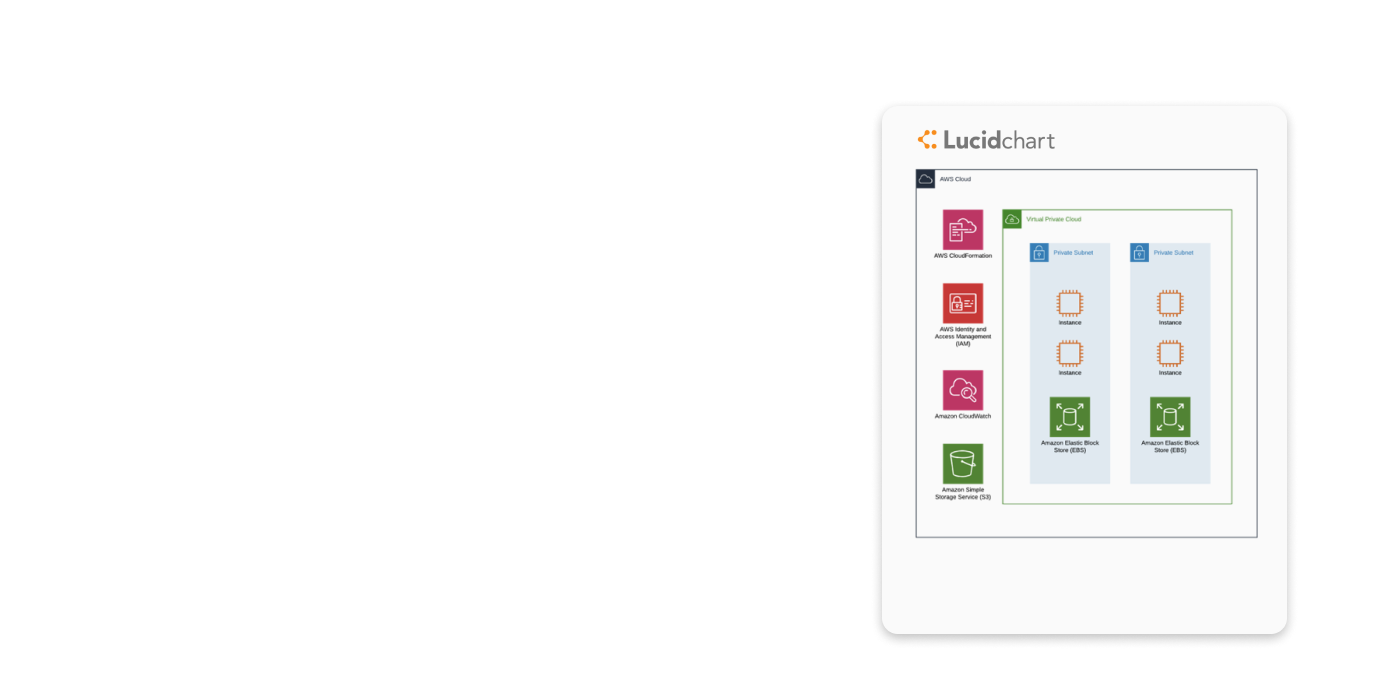 Lucidchart
AWS Cloud
Virtual Private Cloud
Private Subnet
Private Subnet
AWS CloudFormation
Instance
Instance
AWS Identity and
Access Management
(IAM)
Instance
Instance
Amazon CloudWatch
Amazon Elastic Block
Store (EBS)
Amazon Elastic Block
Store (EBS)
Amazon Simple
Storage Service (S3)